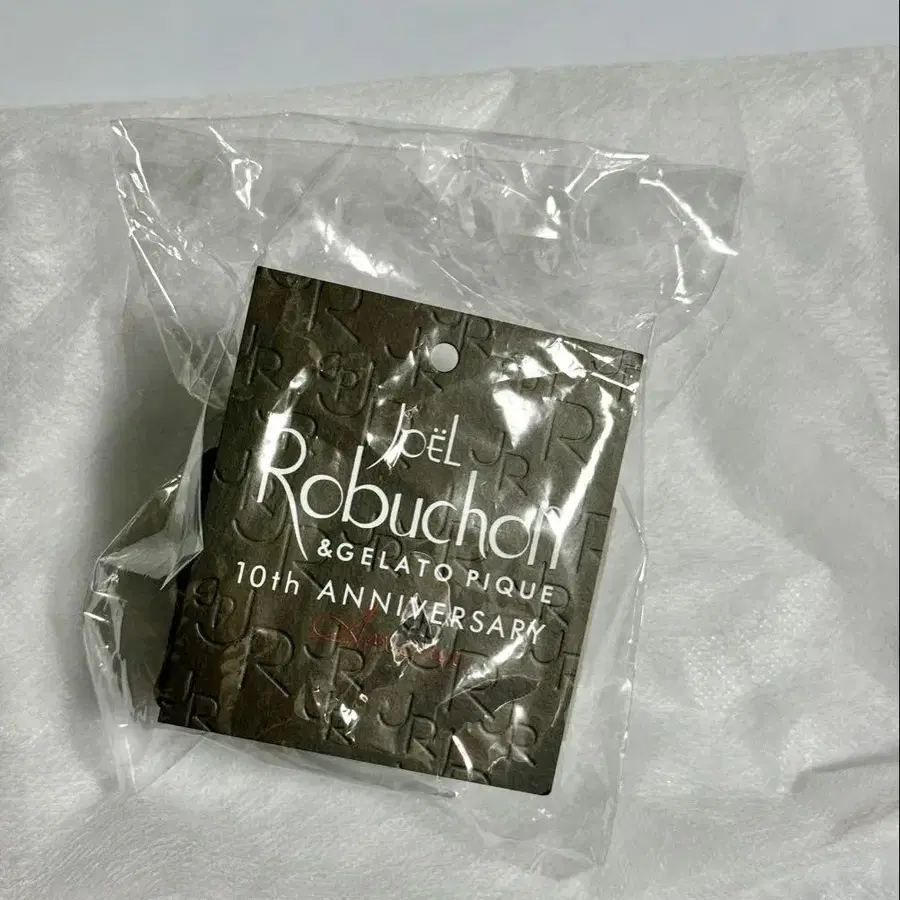 JoëL
Robuchon
&GELATO PIQUE
10th ANNIVERSARY